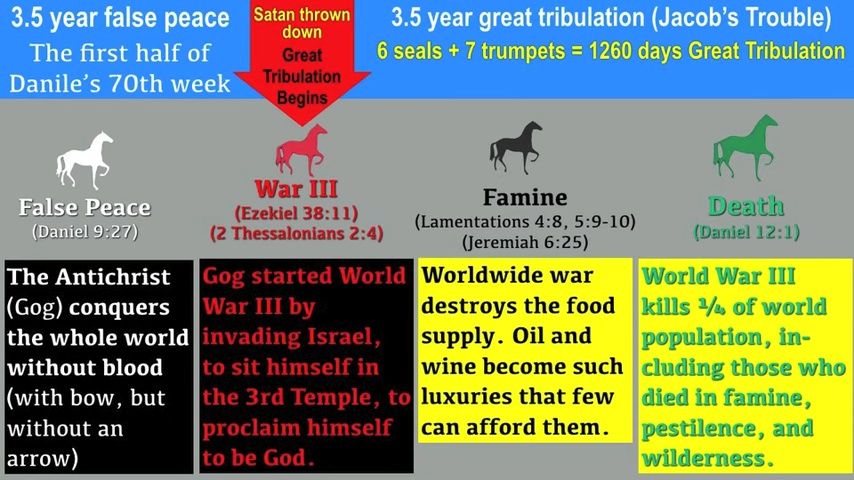 3.5 year false peace
The first half of
Danile's 70th week
Satan thrown
down
Great
Tribulation
Begins
3.5 year great tribulation (Jacob's Trouble)
6 seals + 7 trumpets = 1260 days Great Tribulation
False Peace
(Daniel 9:27)
War III
(Ezekiel 38:11)
(2 Thessalonians 2:4)
Famine
(Lamentations 4:8, 5:9-10)
(Jeremiah 6:25)
Death
(Daniel 12:1)
The Antichrist
(Gog) conquers
the whole world
without blood
(with bow, but
without an
arrow)
Gog started World
War III by
invading Israel,
to sit himself in
the 3rd Temple, to
proclaim himself
to be God.
Worldwide war
destroys the food
supply. Oil and
wine become such
luxuries that few
can afford them.
World War III
kills ¼ of world
population, in-
cluding those who
died in famine,
pestilence, and
wilderness.